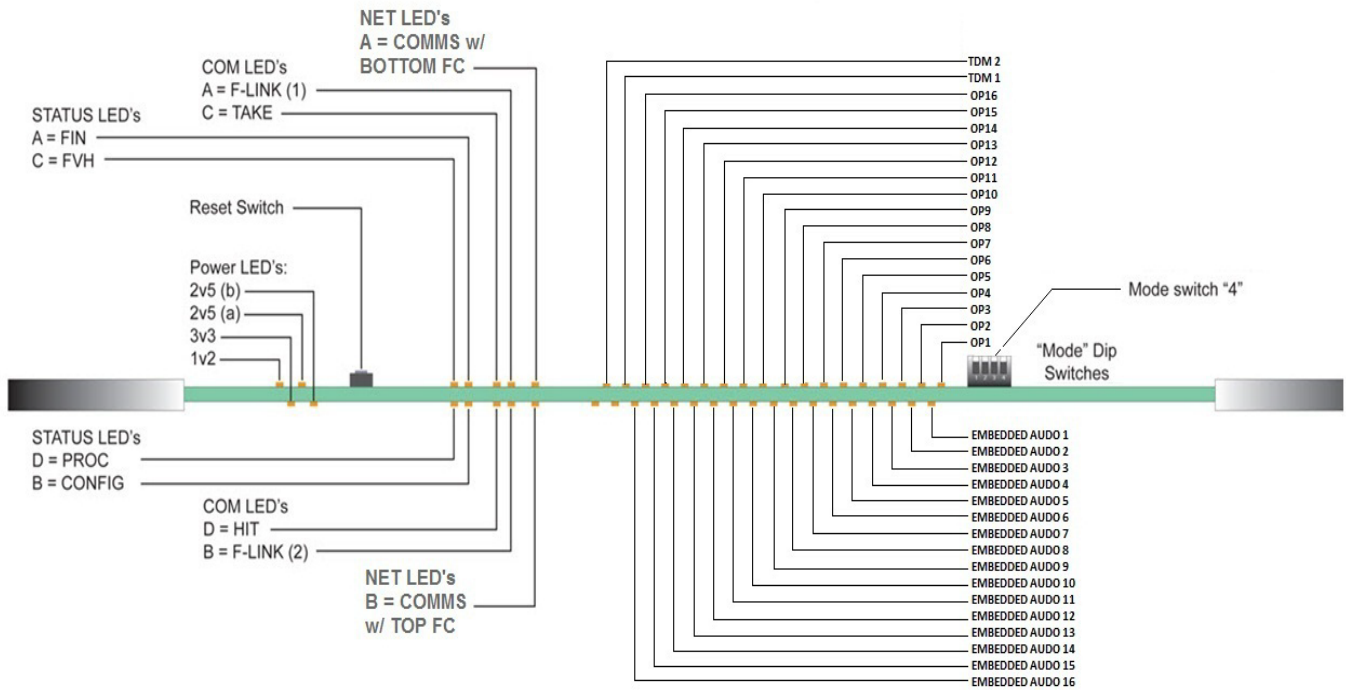 NET LED's
A = COMMS w/
BOTTOM FC
COM LED's
A = F-LINK (1)
C = TAKE
STATUS LED's
A = FIN
C = FVH
Reset Switch
Power LED's:
2v5 (b)
2v5 (a)
3v3
1v2
TDM 2
TDM 1
OP16
OP15
OP14
OP13
OP12
OP11
OP10
OP9
OP8
OP7
OP6
OP5
OP4
OP3
OP2
OP1
Mode switch “4”
“Mode” Dip
Switches
1 2 3 4
STATUS LED's
D = PROC
B = CONFIG
COM LED's
D = HIT
B = F-LINK (2)
NET LED's
B = COMMS
w/ TOP FC
EMBEDDED AUDO 1
EMBEDDED AUDO 2
EMBEDDED AUDO 3
EMBEDDED AUDO 4
EMBEDDED AUDO 5
EMBEDDED AUDO 6
EMBEDDED AUDO 7
EMBEDDED AUDO 8
EMBEDDED AUDO 9
EMBEDDED AUDO 10
EMBEDDED AUDO 11
EMBEDDED AUDO 12
EMBEDDED AUDO 13
EMBEDDED AUDO 14
EMBEDDED AUDO 15
EMBEDDED AUDO 16